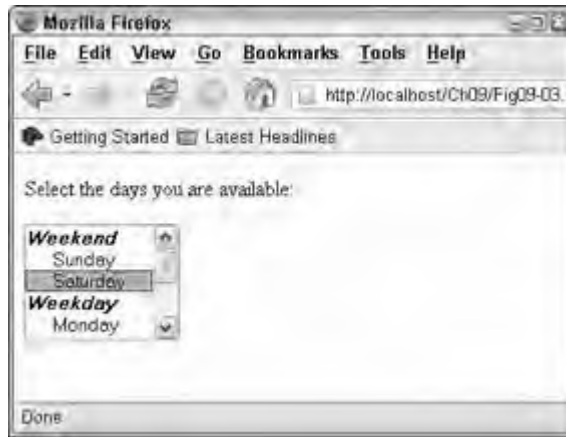 Mozilla Firefox
File Edit View Go Bookmarks Tools Help
http://localhost/Ch09/Fig09-03.
Getting Started Latest Headlines
Select the days you are available:
Weekend
Sunday
Saturday
Weekday
Monday
Done